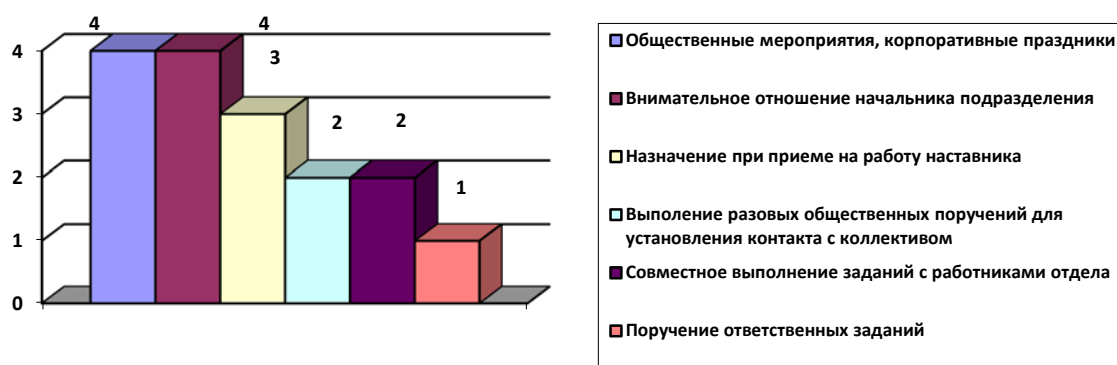 4
4
3
2
2
1
4
3
2
1
0
Общественные мероприятия, корпоративные праздники
Внимательное отношение начальника подразделения
Назначение при приеме на работу наставника
Выполение разовых общественных поручений для
установления контакта с коллективом
Совместное выполнение заданий с работниками отдела
Поручение ответственных заданий